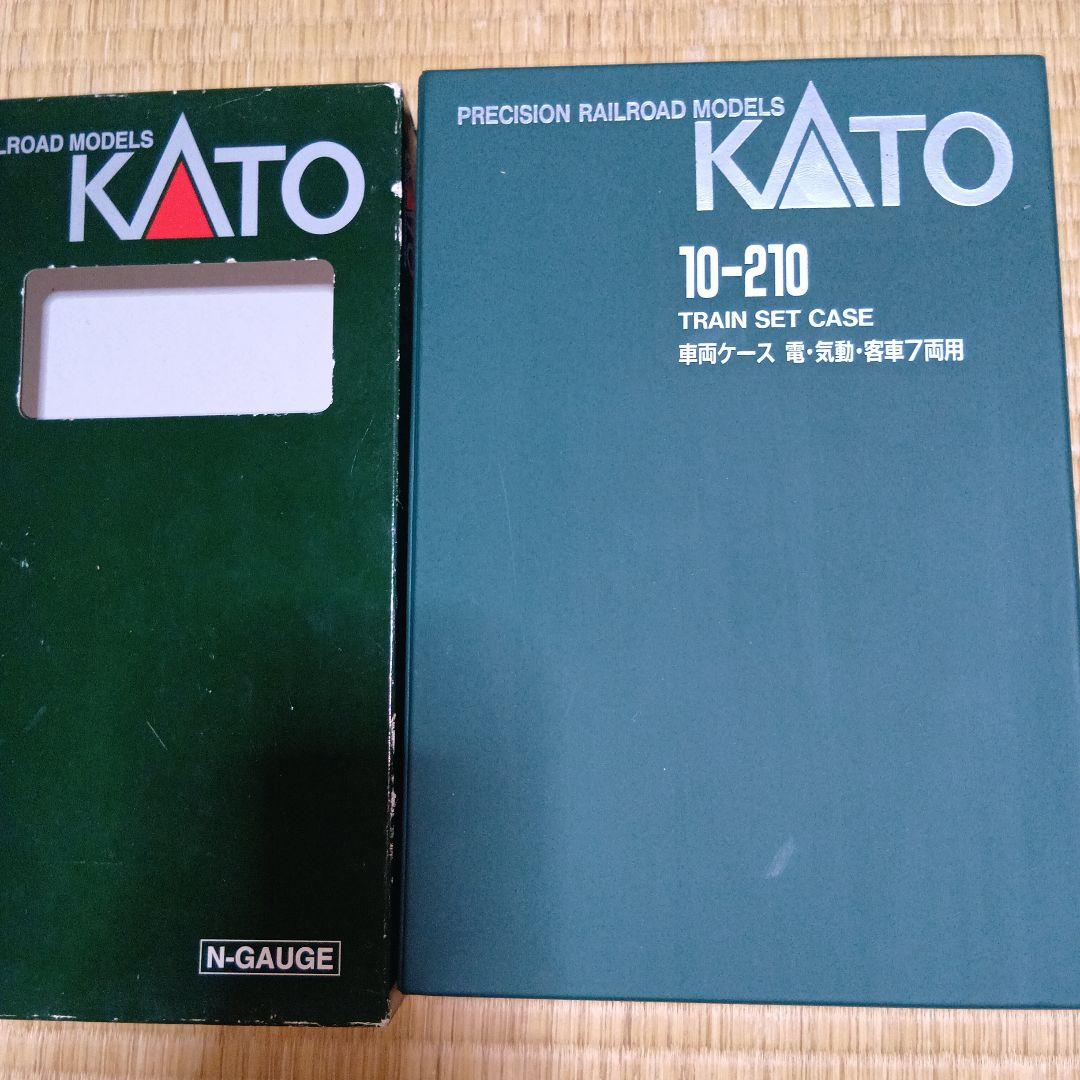 LROAD MODELS
KATO
N-GAUGE
PRECISION RAILROAD MODELS
KATO
10-210
TRAIN SET CASE
車両ケース 電・気動・客車7両用